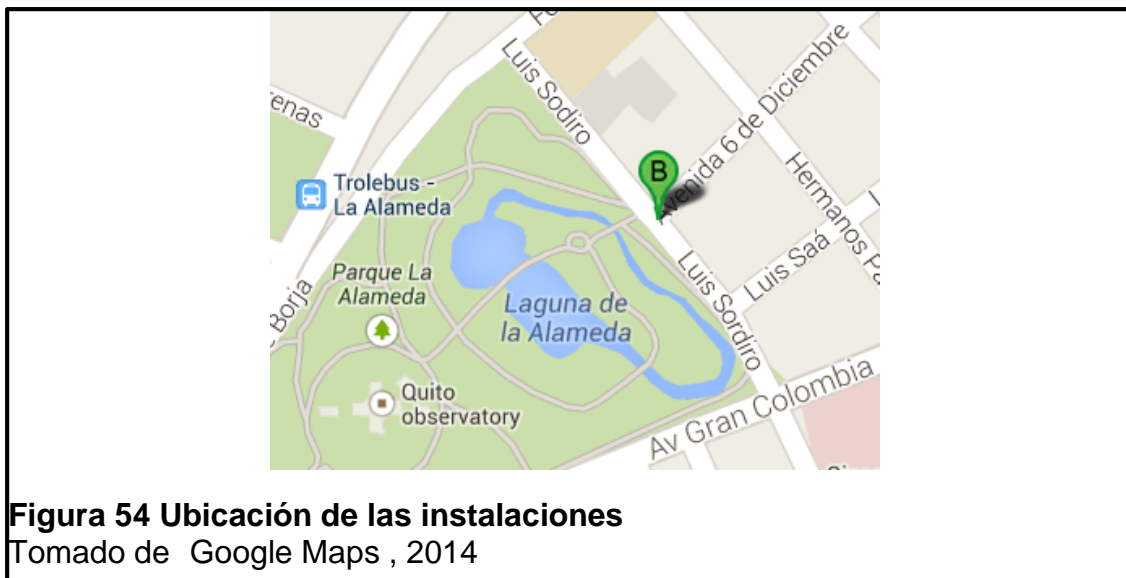 Luis Sodiro
Avenida 6 de Diciembre
enas
B
Trolebus -
La Alameda
Hermanos Pa
Luis Saá
Parque La
Alameda
Borja
Laguna de
la Alameda
Luis Sordiro
Quito
observatory
Av Gran Colombia
Figura 54 Ubicación de las instalaciones
Tomado de Google Maps , 2014